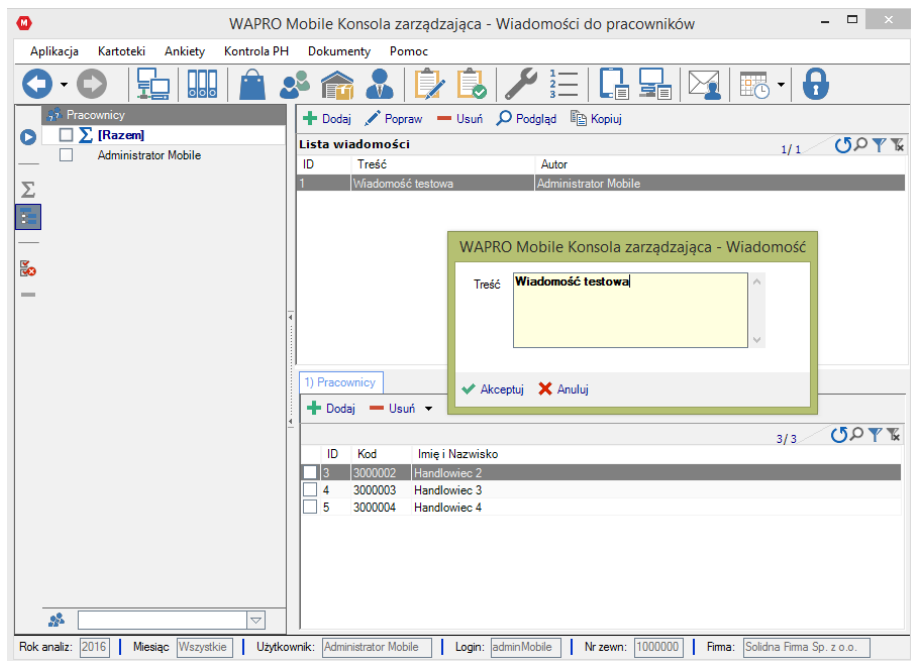 WAPRO Mobile Konsola zarządzająca - Wiadomości do pracowników
Aplikacja Kartoteki Ankiety Kontrola PH Dokumenty Pomoc
Pracownicy
[Razem]
Administrator Mobile
Dodaj Popraw Usuń Podgląd Kopiuj
Lista wiadomości 1/ 1
ID Treść Autor
1 Wiadomość testowa Administrator Mobile
WAPRO Mobile Konsola zarządzająca - Wiadomość
Treść Wiadomość testowa
Akceptuj Anuluj
1) Pracownicy
Dodaj Usuń
3/ 3
ID Kod Imię i Nazwisko
3 3000002 Handlowiec 2
4 3000003 Handlowiec 3
5 3000004 Handlowiec 4
Rok analiz: 2016 Miesiąc Wszystkie Użytkownik: Administrator Mobile Login: adminMobile Nr zewn: 1000000 Firma: Solidna Firma Sp. z o.o.